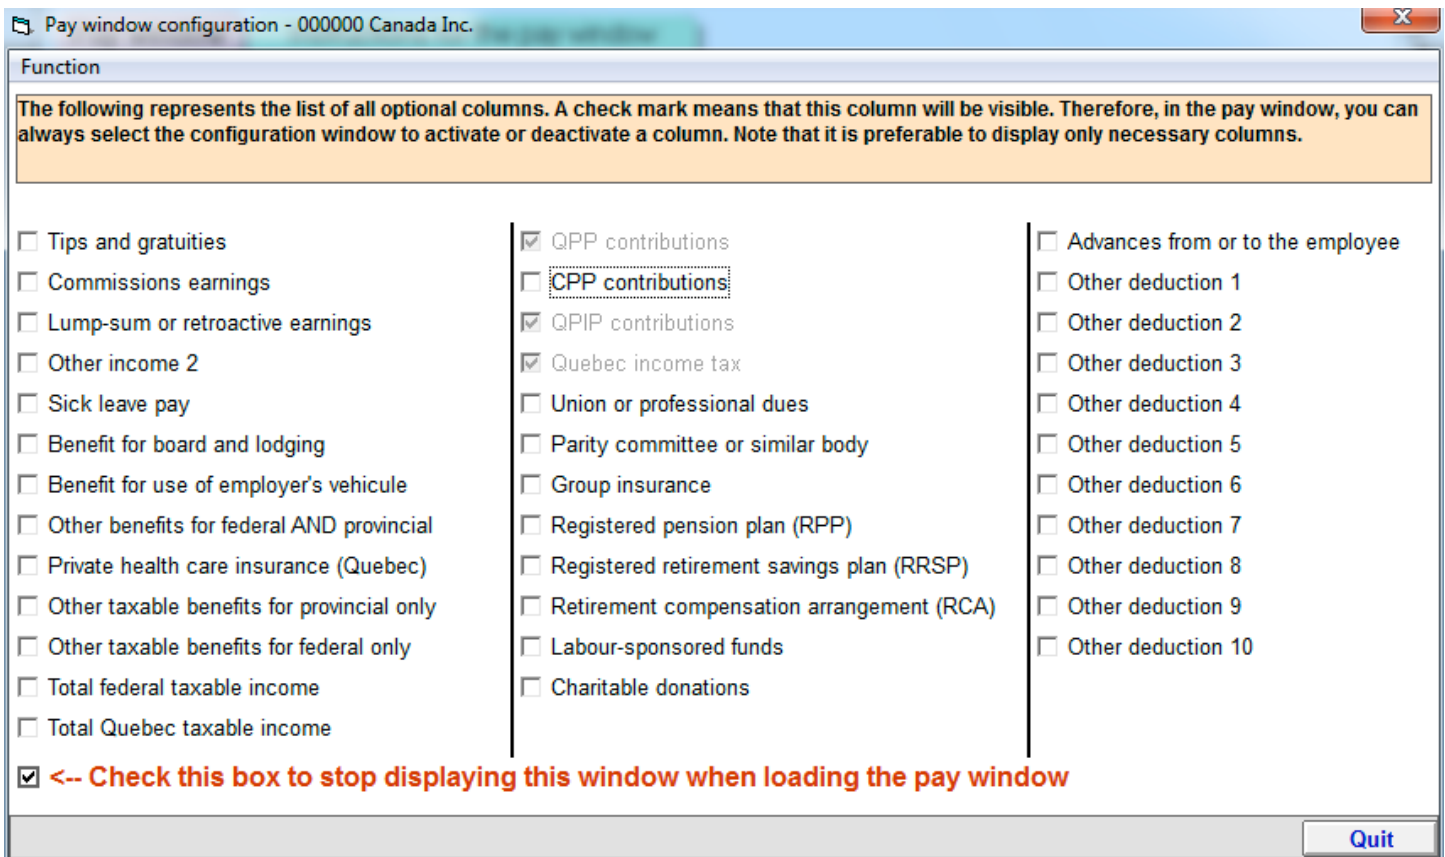 Pay window configuration - 000000 Canada Inc.
the pay window
Function
The following represents the list of all optional columns. A check mark means that this column will be visible. Therefore, in the pay window, you can
always select the configuration window to activate or deactivate a column. Note that it is preferable to display only necessary columns.
Tips and gratuities
Commissions earnings
Lump-sum or retroactive earnings
Other income 2
Sick leave pay
Benefit for board and lodging
Benefit for use of employer's vehicule
Other benefits for federal AND provincial
Private health care insurance (Quebec)
Other taxable benefits for provincial only
Other taxable benefits for federal only
Total federal taxable income
Total Quebec taxable income
QPP contributions
CPP contributions
QPIP contributions
Quebec income tax
Union or professional dues
Parity committee or similar body
Group insurance
Registered pension plan (RPP)
Registered retirement savings plan (RRSP)
Retirement compensation arrangement (RCA)
Labour-sponsored funds
Charitable donations
Advances from or to the employee
Other deduction 1
Other deduction 2
Other deduction 3
Other deduction 4
Other deduction 5
Other deduction 6
Other deduction 7
Other deduction 8
Other deduction 9
Other deduction 10
<-- Check this box to stop displaying this window when loading the pay window
Quit